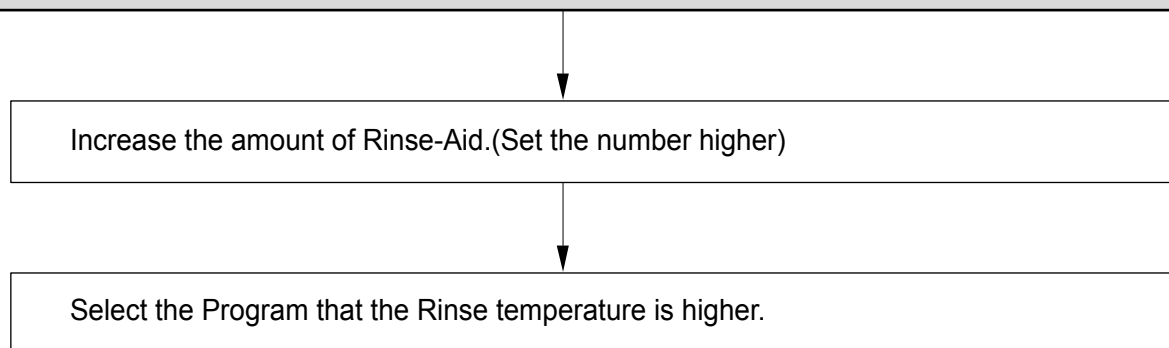 Increase the amount of Rinse-Aid.(Set the number higher)
Select the Program that the Rinse temperature is higher.